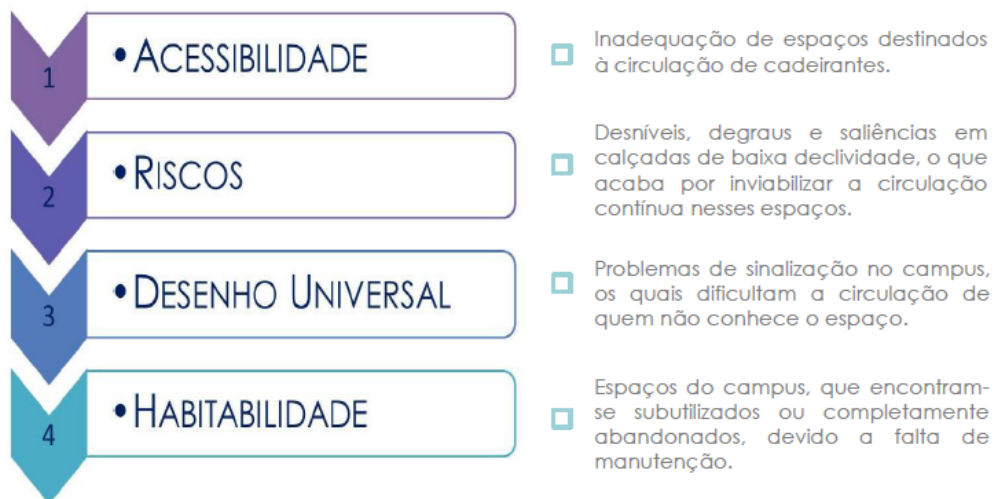 1
• ACESSIBILIDADE
Inadequação de espaços destinados
à circulação de cadeirantes.
2
• RISCOS
Desníveis, degraus e saliências em
calçadas de baixa declividade, o que
acaba por inviabilizar a circulação
contínua nesses espaços.
3
• DESENHO UNIVERSAL
Problemas de sinalização no campus,
os quais dificultam a circulação de
quem não conhece o espaço.
4
• HABITABILIDADE
Espaços do campus, que encontram-
se subutilizados ou completamente
abandonados, devido a falta de
manutenção.